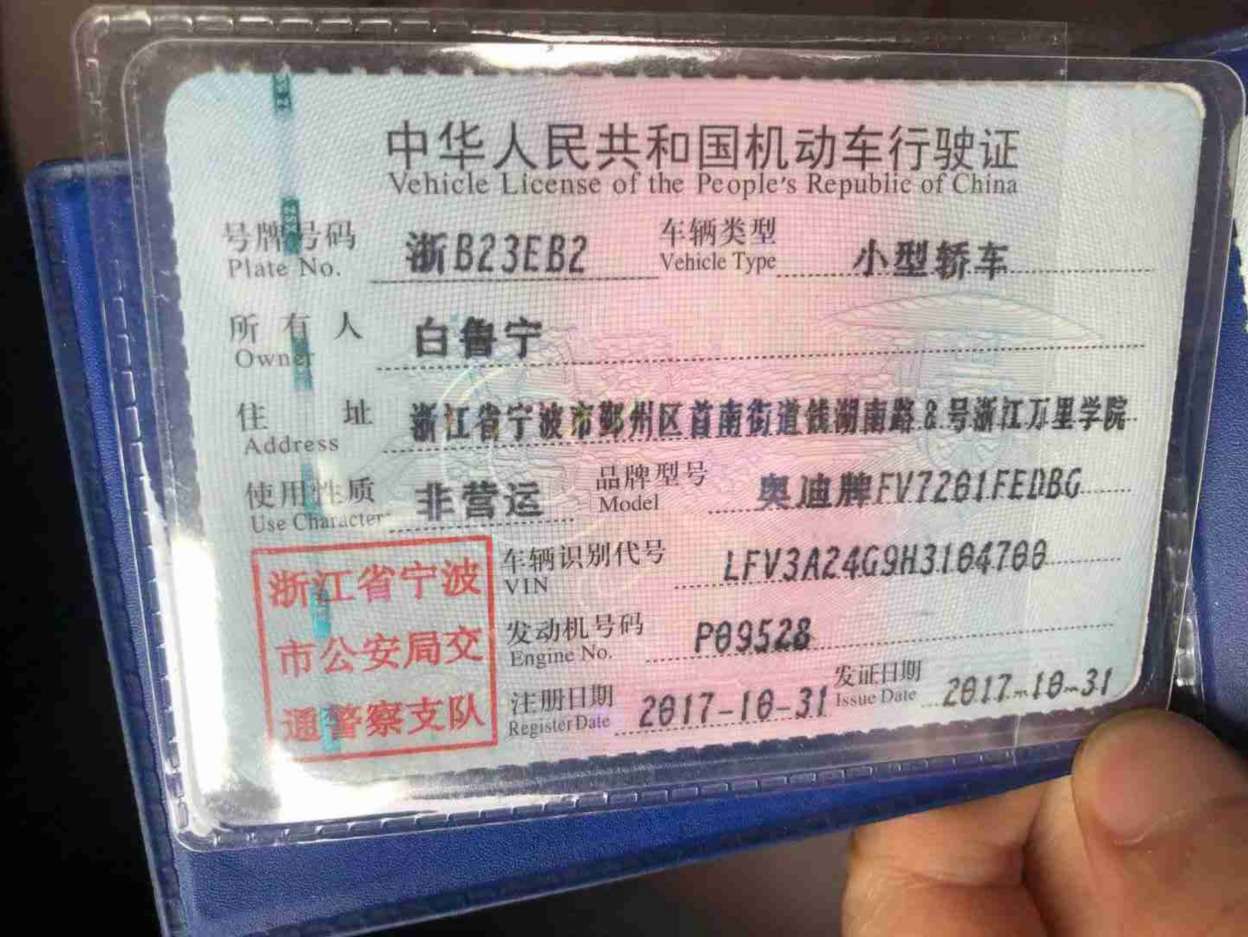 中华人民共和国机动车行驶证
Vehicle License of the People's Republic of China
号牌号码 浙B23EB2 车辆类型 小型轿车
Plate No. Vehicle Type
所有人 白鲁宁
Owner
住址 浙江省宁波市鄞州区首南街道钱湖南路8号浙江万里学院
Address
使用性质 非营运 品牌型号 奥迪牌FV7201FEDBG
Use Character Model
车辆识别代号 LFV3A24G9H3104700
VIN
发动机号码 P09528
Engine No.
注册日期 2017-10-31 发证日期 2017-10-31
Register Date Issue Date
浙江省宁波
市公安局交
通警察支队